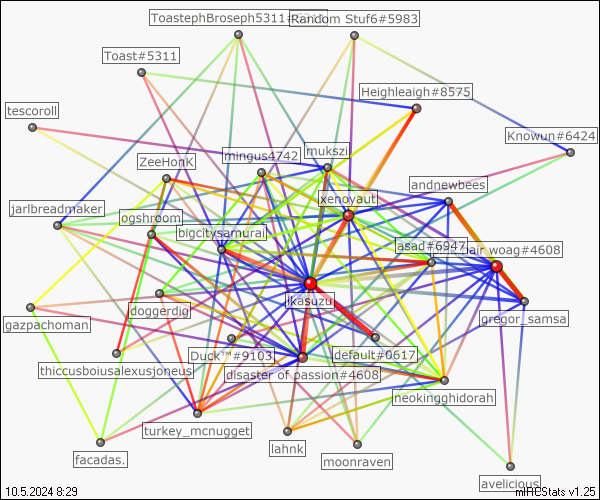 ToastephBroseph5311#
Random Stuf6#5983
Toast#5311
Heighleaigh#8575
tescoroll
Knowun#6424
mukszi
mingus4742
ZeeHonK
andnewbees
xenoyaut
jarlbreadmaker
ogshroom
bigcitysamurai
asad#6947
lair woag#4608
doggerdig
jkasuzu
gregor_samsa
gazpachoman
Duck™#9103
default#0617
thiccusboiusalexusjoneus
disaster of passion#4608
neokingghidorah
turkey_mcnugget
lahnk
facadas.
moonraven
avelicious
10.5.2024 8:29
mIRCStats v1.25